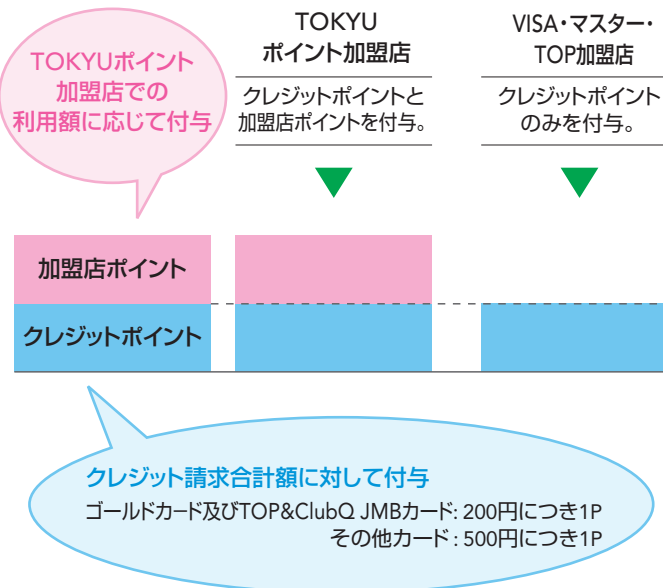 TOKYUポイント
加盟店での
利用額に応じて付与
TOKYU
ポイント加盟店
クレジットポイントと
加盟店ポイントを付与。
VISA・マスター・
TOP加盟店
クレジットポイント
のみを付与。
加盟店ポイント
クレジットポイント
クレジット請求合計額に対して付与
ゴールドカード及びTOP&ClubQ JMBカード: 200円につき1P
その他カード : 500円につき1P